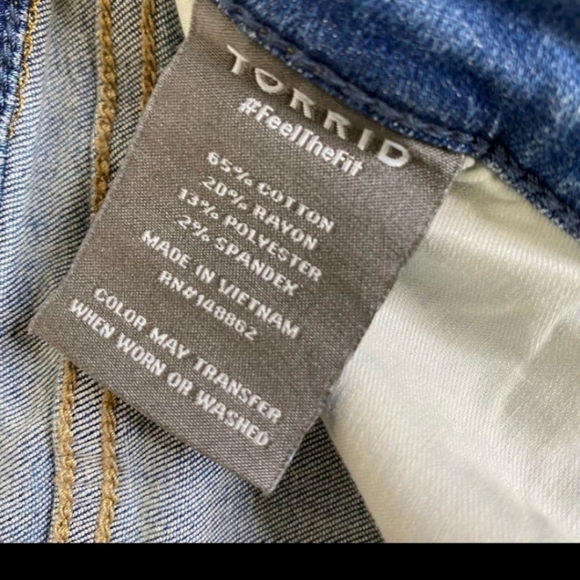 TORRID
#FeelTheFit
65% COTTON
20% RAYON
13% POLYESTER
2% SPANDEX
MADE IN VIETNAM
RN#148862
COLOR MAY TRANSFER
WHEN WORN OR WASHED